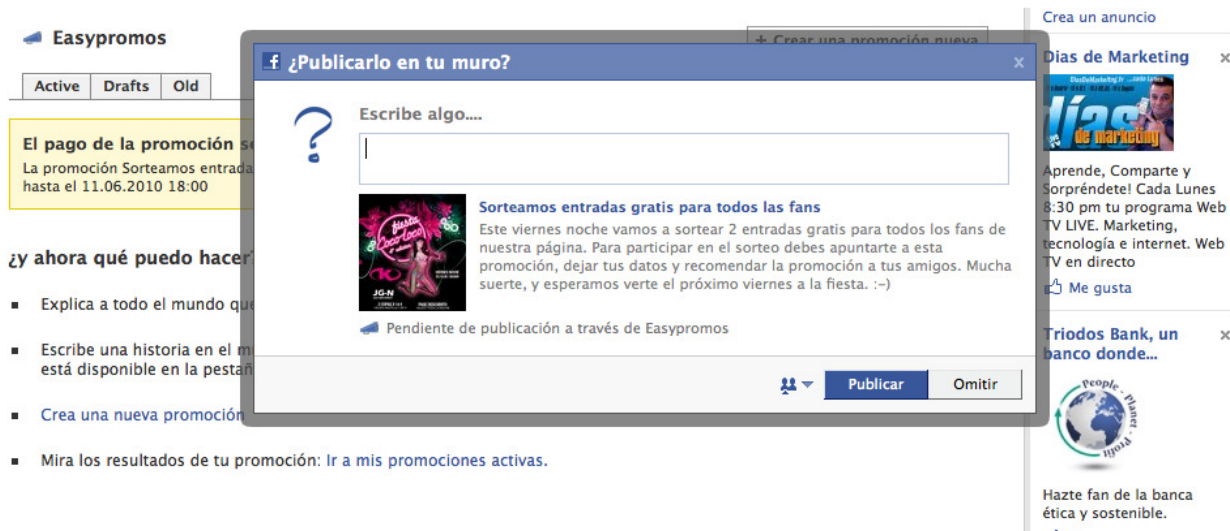 Easypromos
+ Crear una promoción nueva
Active Drafts Old
El pago de la promoción
La promoción Sorteamos
hasta el 11.06.2010 18:00
¿y ahora qué puedo hacer?
Explica a todo el mundo que
Escribe una historia en el
está disponible en la
Crea una nueva promoción
Mira los resultados de tu promoción: Ir a mis promociones activas.
f ¿Publicarlo en tu muro? x
Escribe algo....
?
fiesta
Coco loco
JG-N
Sorteamos entradas gratis para todos las fans
Este viernes noche vamos a sortear 2 entradas gratis para todos los fans de
nuestra página. Para participar en el sorteo debes apuntarte a esta
promoción, dejar tus datos y recomendar la promoción a tus amigos. Mucha
suerte, y esperamos verte el próximo viernes a la fiesta. :-)
Pendiente de publicación a través de Easypromos
Publicar Omitir
Crea un anuncio
Dias de Marketing x
días
de marketing
Aprende, Comparte y
Sorpréndete! Cada Lunes
8:30 pm tu programa Web
TV LIVE. Marketing,
tecnología e internet. Web
TV en directo
Me gusta
Triodos Bank, un x
banco donde...
People - Planet - Profit
Hazte fan de la banca
ética y sostenible.